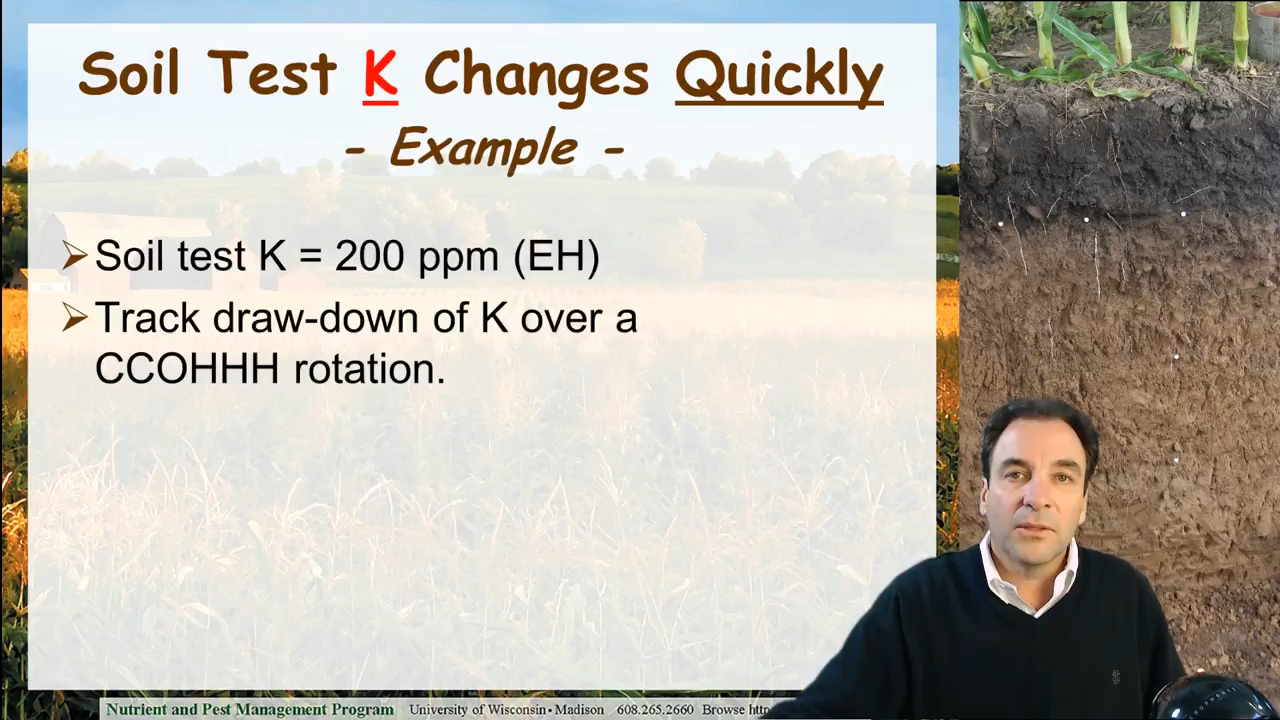 Soil Test K Changes Quickly
- Example -
Soil test K = 200 ppm (EH)
Track draw-down of K over a
CCOHHH rotation.
Nutrient and Pest Management Program University of Wisconsin•Madison 608.265.2660 Browse